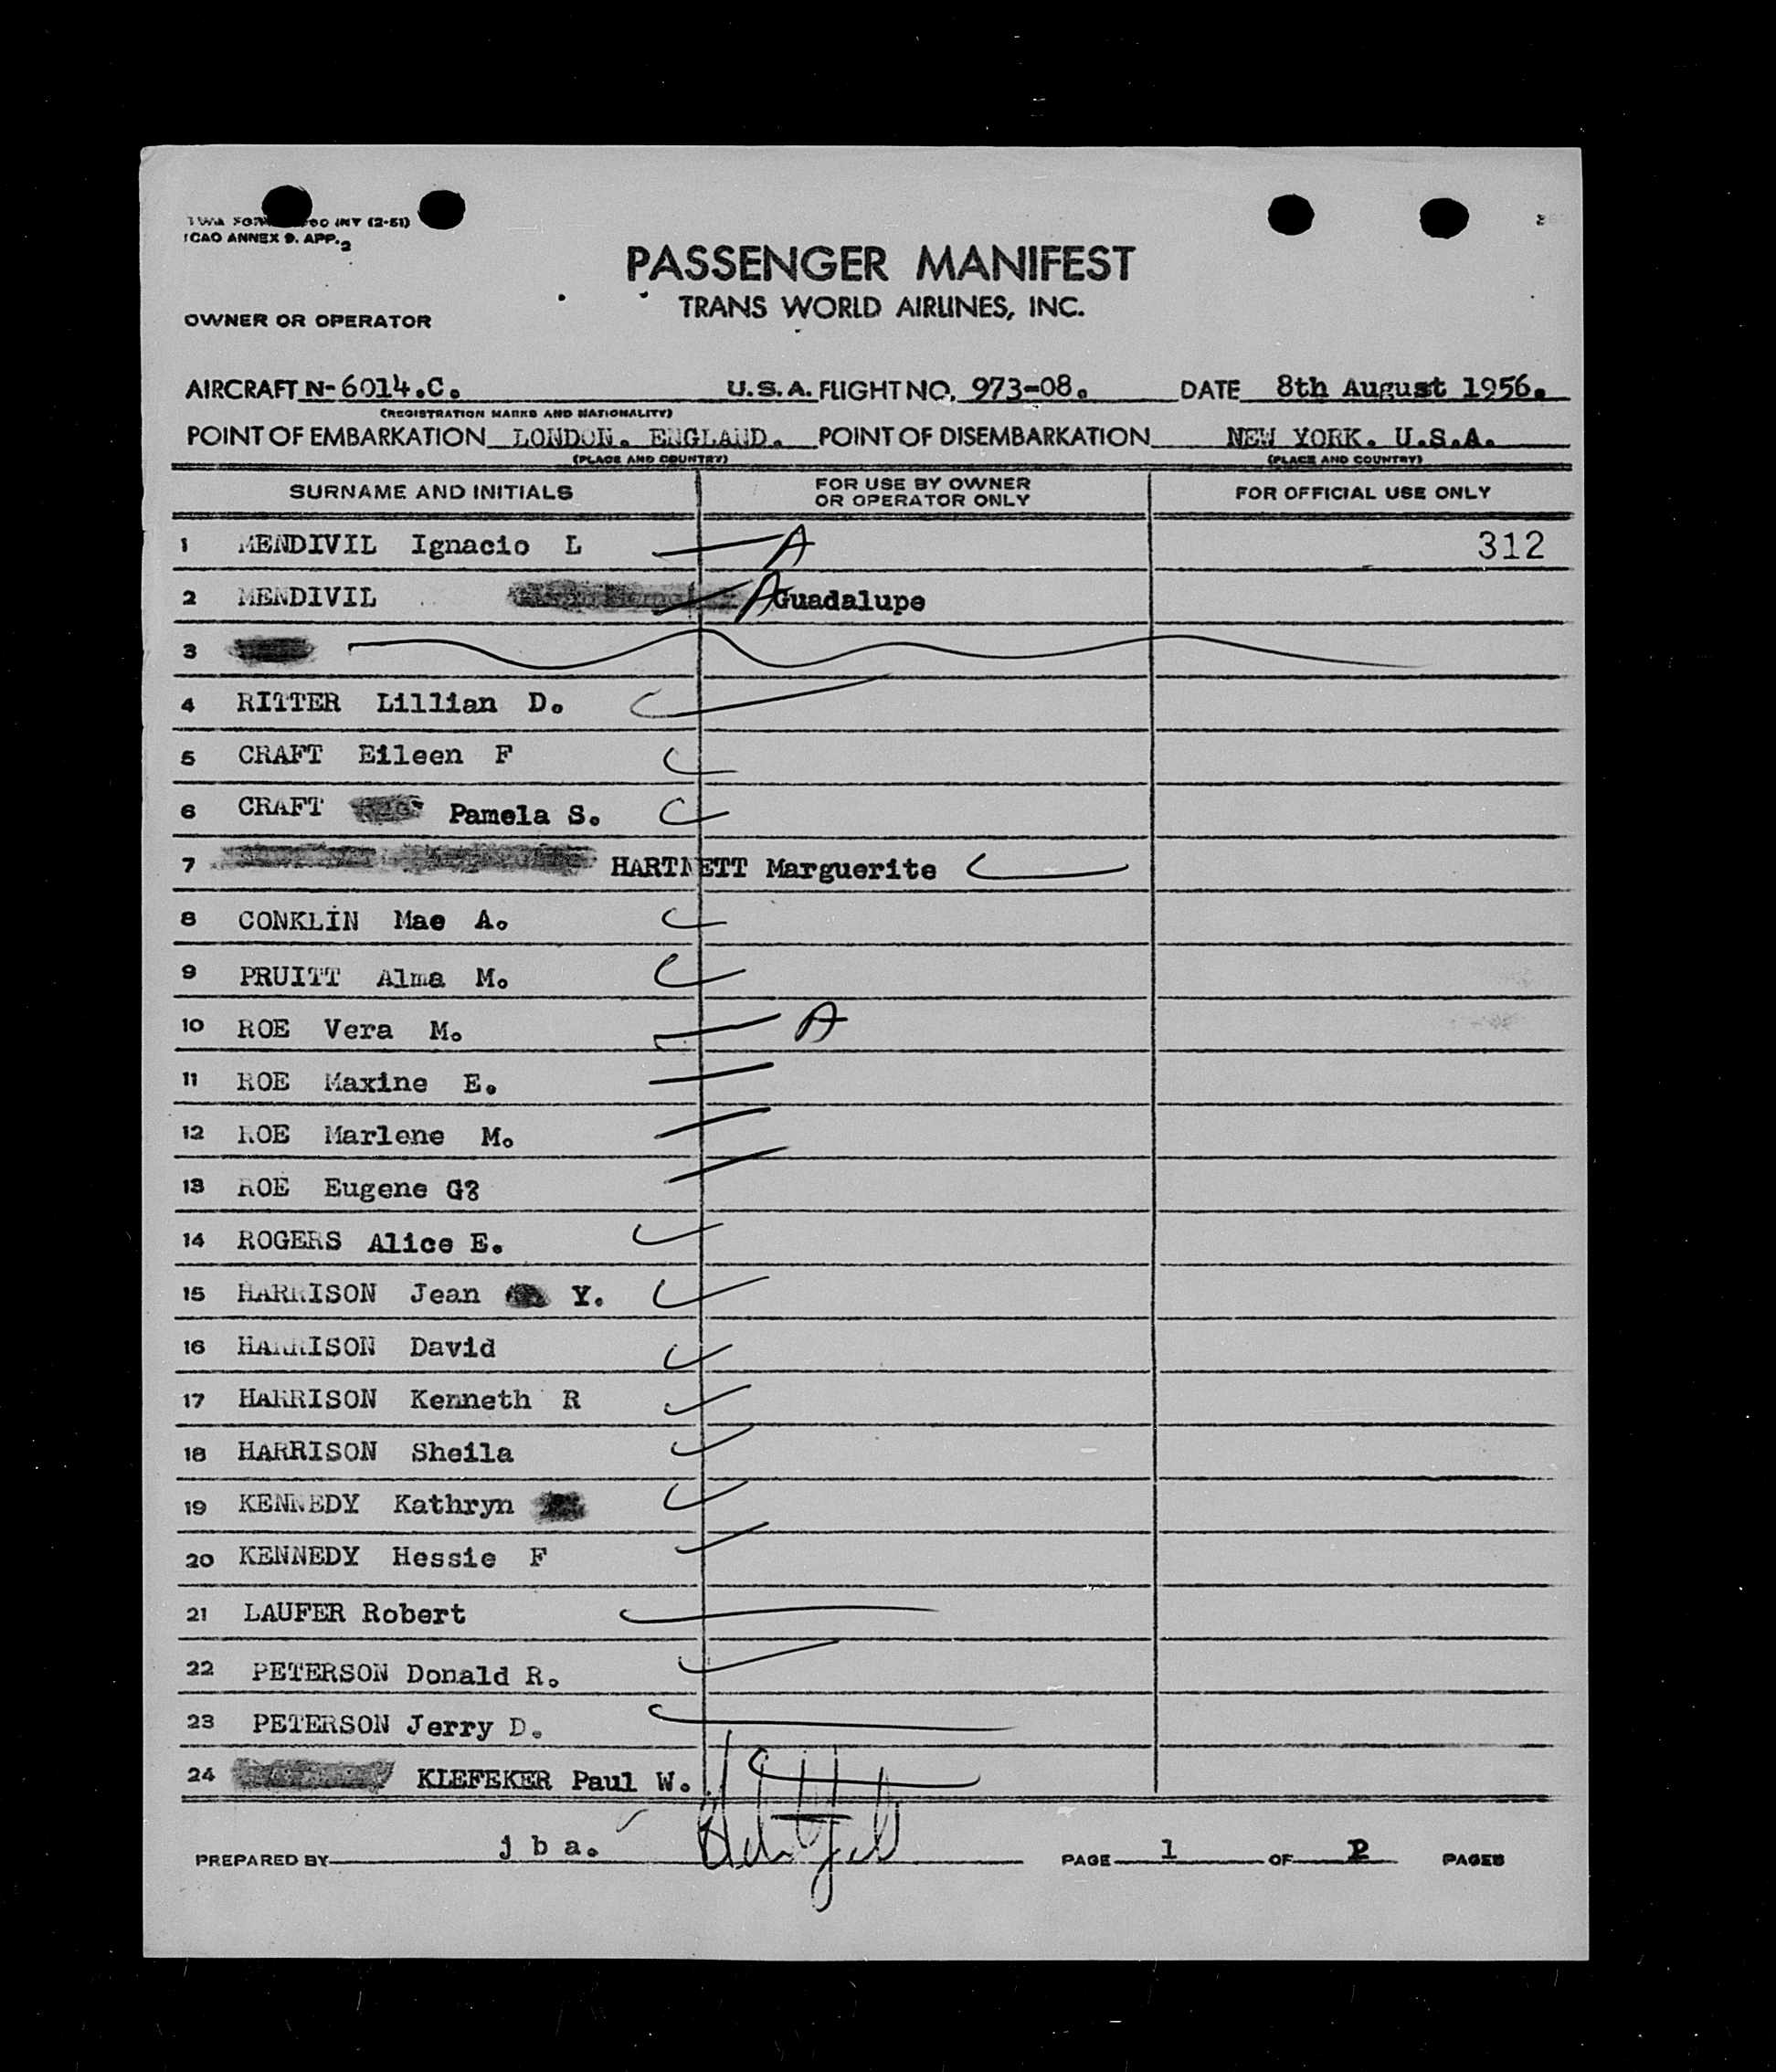 ICAO ANNEX 9. APP. 2
PASSENGER MANIFEST
TRANS WORLD AIRLINES, INC.
OWNER OR OPERATOR
AIRCRAFT N-6014.C. U.S.A. FLIGHT NO. 973-08. DATE 8th August 1956.
(REGISTRATION MARKS AND NATIONALITY)
POINT OF EMBARKATION LONDON. ENGLAND. POINT OF DISEMBARKATION NEW YORK. U.S.A.
(PLACE AND COUNTRY) (PLACE AND COUNTRY)
SURNAME AND INITIALS FOR USE BY OWNER OR OPERATOR ONLY FOR OFFICIAL USE ONLY
1 MENDIVIL Ignacio L A 312
2 MENDIVIL A Guadalupe
3
4 RITTER Lillian D.
5 CRAFT Eileen F
6 CRAFT Pamela S.
7 HARTNETT Marguerite
8 CONKLIN Mae A.
9 PRUITT Alma M.
10 ROE Vera M. A
11 ROE Maxine E.
12 ROE Marlene M.
13 ROE Eugene G?
14 ROGERS Alice E.
15 HARRISON Jean Y.
16 HARRISON David
17 HARRISON Kenneth R
18 HARRISON Sheila
19 KENNEDY Kathryn
20 KENNEDY Hessie F
21 LAUFER Robert
22 PETERSON Donald R.
23 PETERSON Jerry D.
24 KLEFEKER Paul W.
PREPARED BY j b a. PAGE 1 OF PAGES